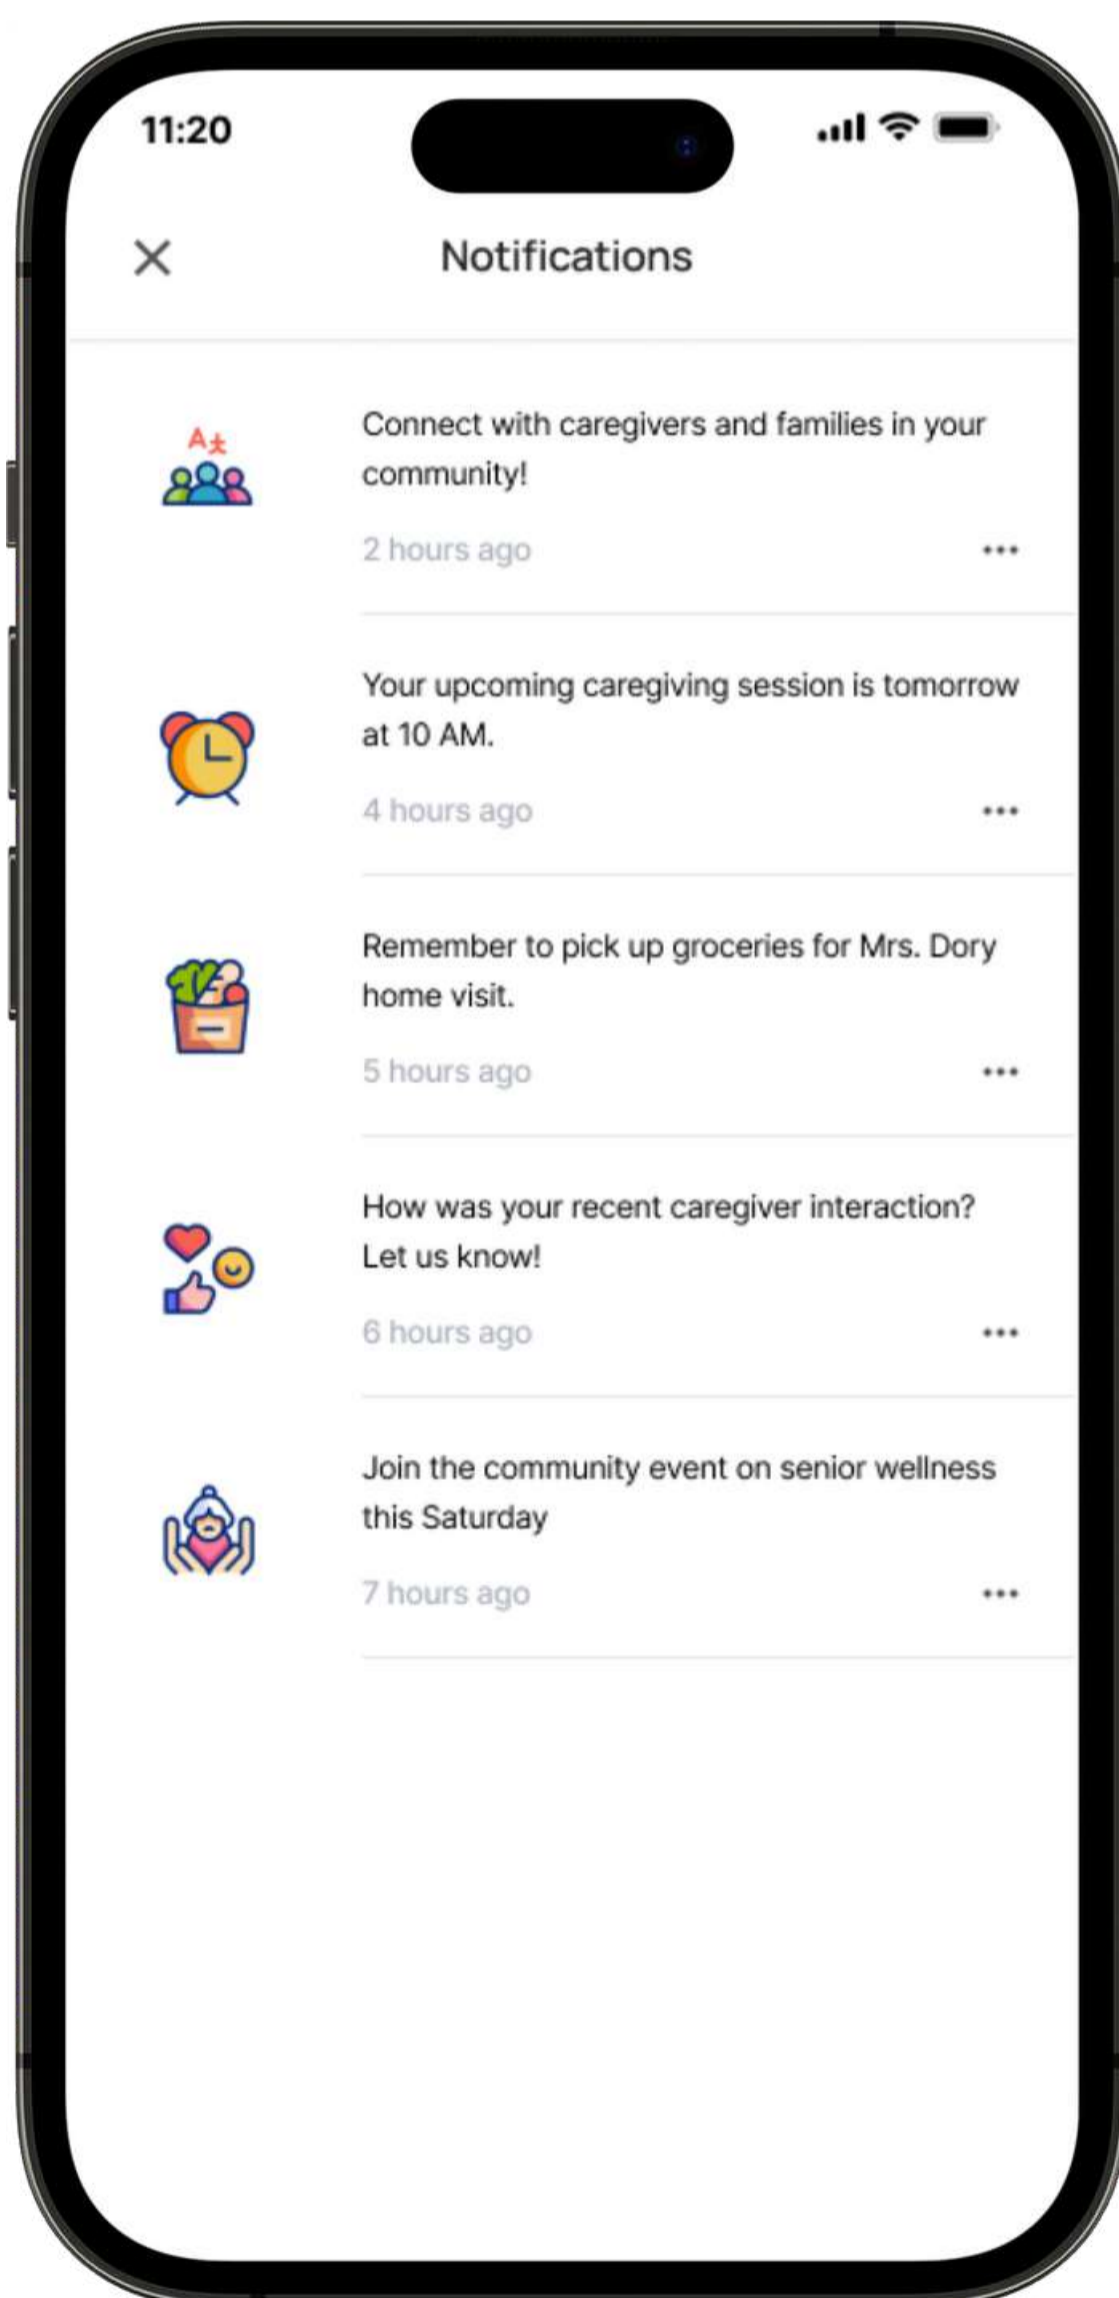 11:20
Notifications
A
Connect with caregivers and families in your
community!
2 hours ago
Your upcoming caregiving session is tomorrow
at 10 AM.
4 hours ago
Remember to pick up groceries for Mrs. Dory
home visit.
5 hours ago
How was your recent caregiver interaction?
Let us know!
6 hours ago
Join the community event on senior wellness
this Saturday
7 hours ago